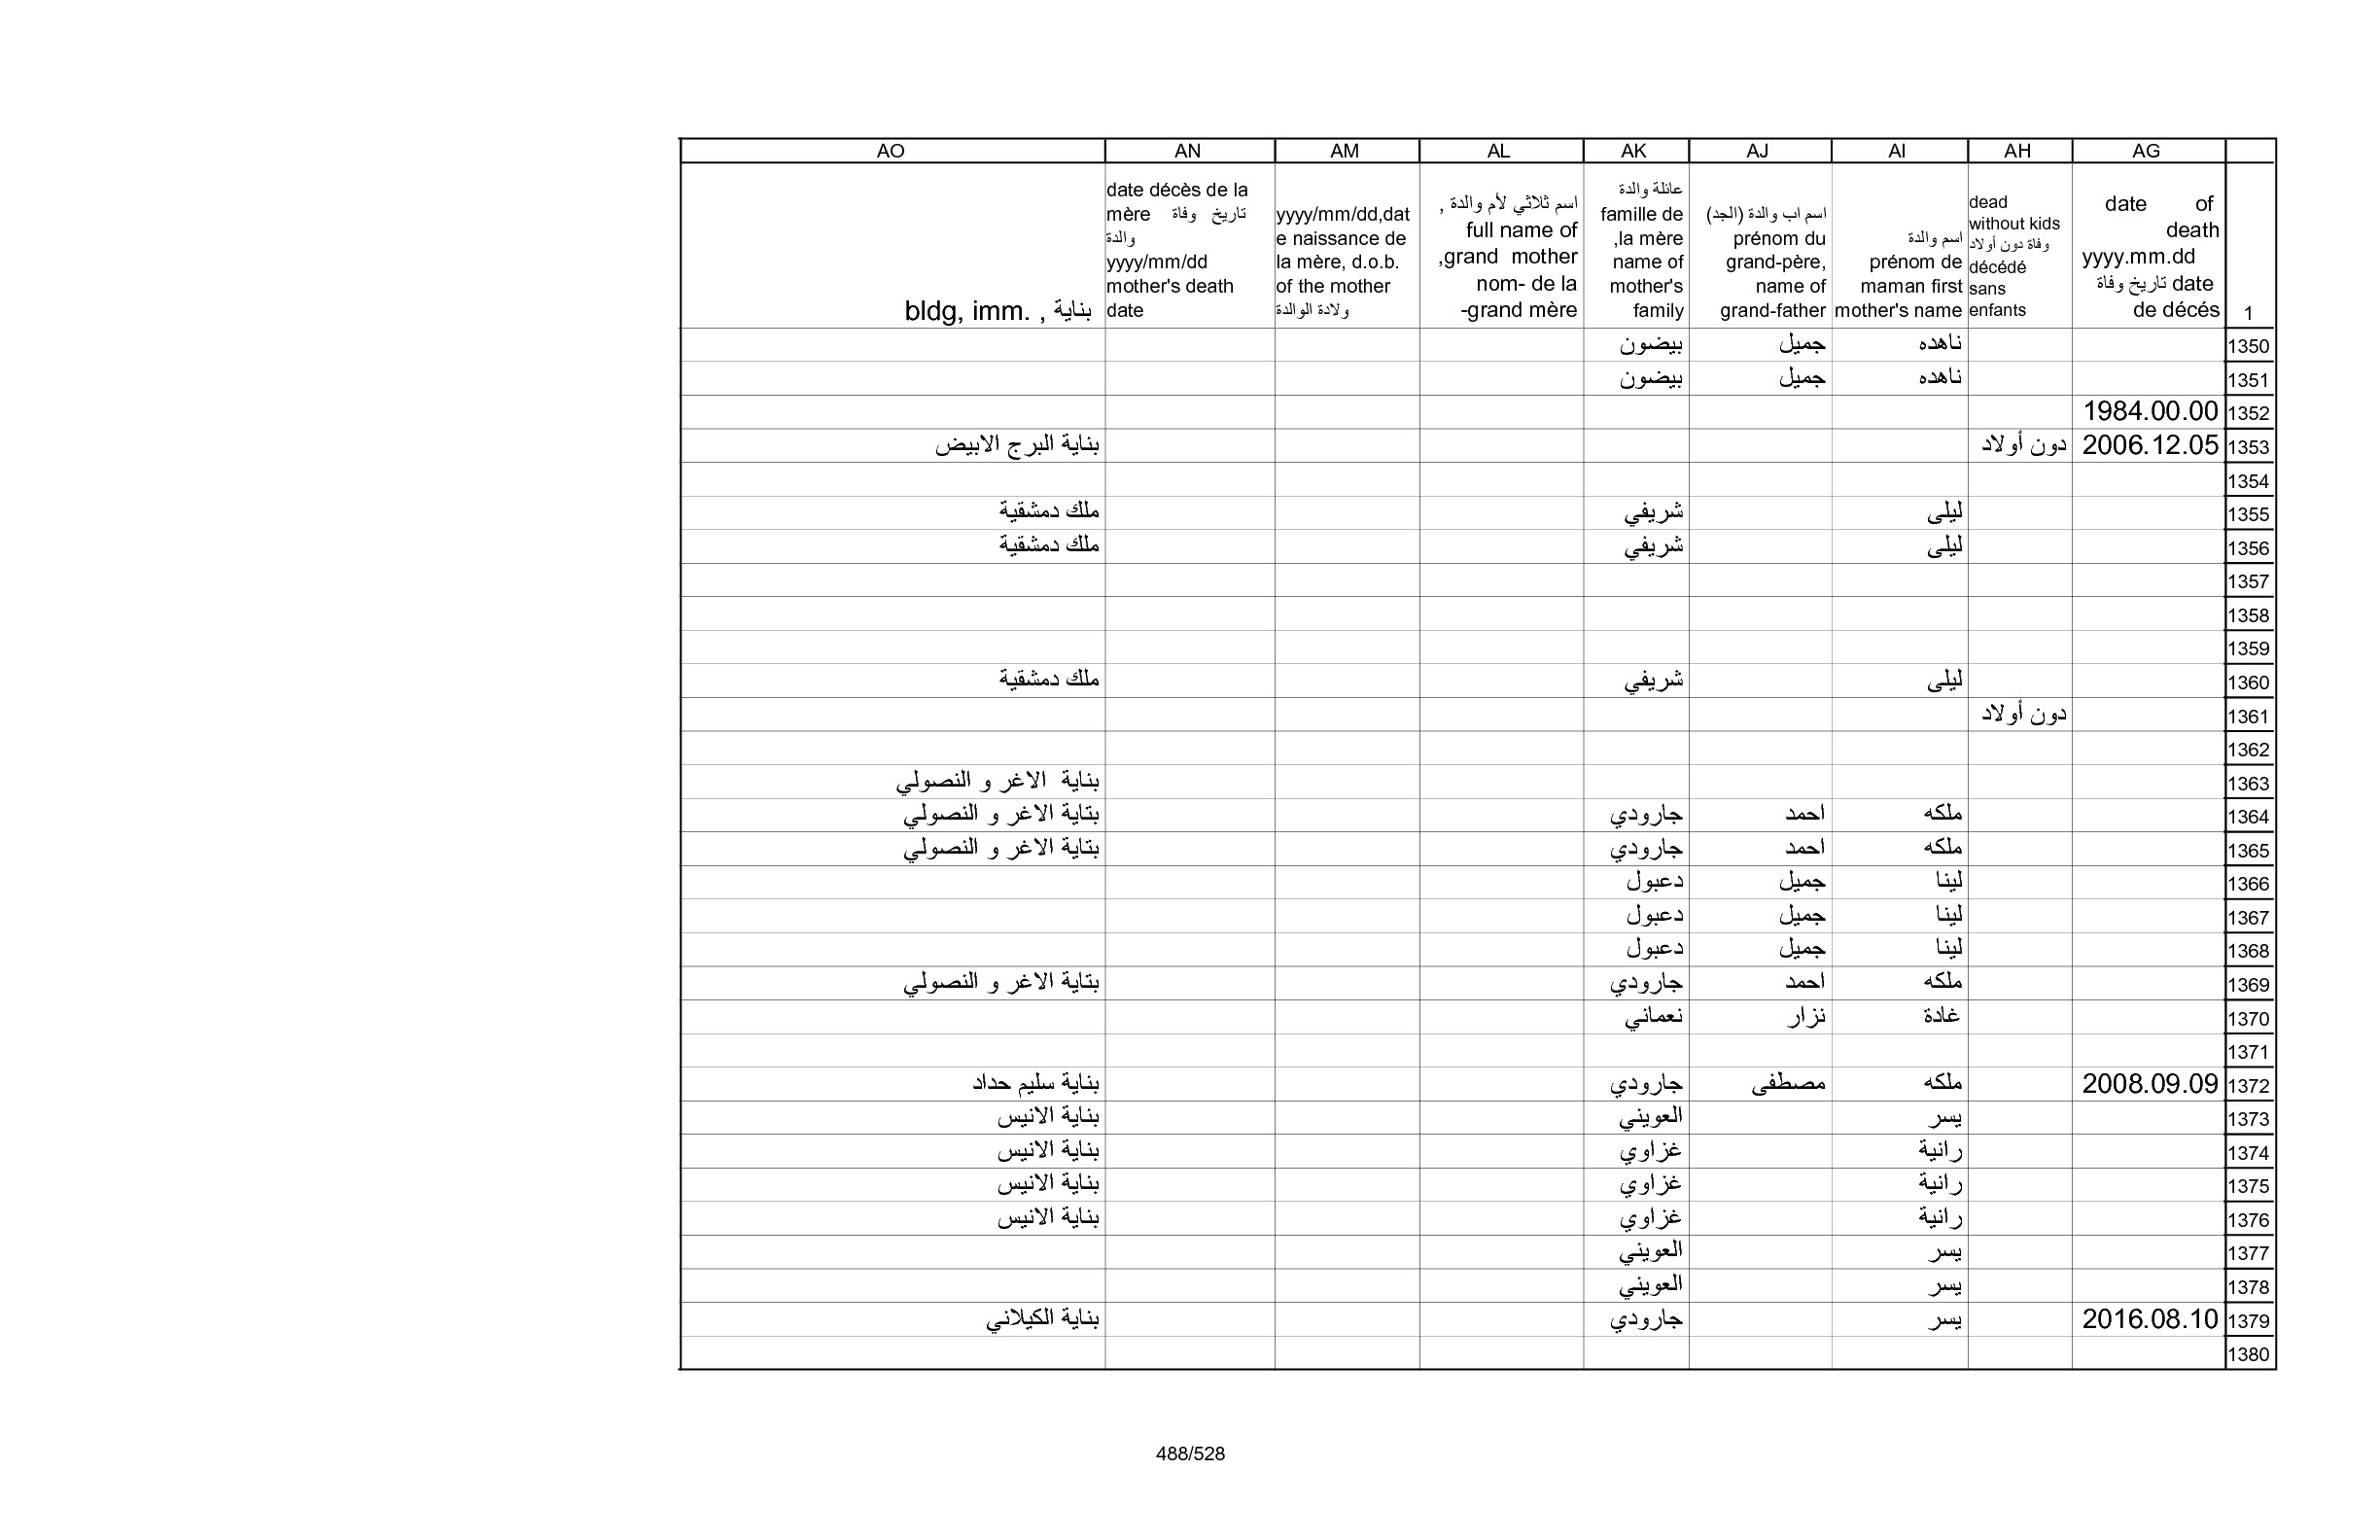 AG AH AI AJ AK AL AM AN AO
1
date of
death
yyyy.mm.dd
date تاريخ وفاة
de décés
dead
without kids
وفاة دون أولاد
décédé
sans
enfants
اسم والدة
prénom de
maman first
mother's name
اسم اب والدة (الجد)
prénom du
grand-père,
name of
grand-father
عائلة والدة
famille de
,la mère
name of
mother's
family
اسم ثلاثي لأم والدة ,
full name of
,grand mother
nom- de la
-grand mère
yyyy/mm/dd,dat
e naissance de
la mère, d.o.b.
of the mother
ولادة الوالدة
date décès de la
mère تاريخ وفاة
والدة
yyyy/mm/dd
mother's death
date
bldg, imm. , بناية
1350 ناهده جميل بيضون
1351 ناهده جميل بيضون
1352 1984.00.00
1353 2006.12.05 دون أولاد بناية البرج الابيض
1354
1355 ليلى شريفي ملك دمشقية
1356 ليلى شريفي ملك دمشقية
1357
1358
1359
1360 ليلى شريفي ملك دمشقية
1361 دون أولاد
1362
1363 بناية الاغر و النصولي
1364 ملكه احمد جارودي بتاية الاغر و النصولي
1365 ملكه احمد جارودي بتاية الاغر و النصولي
1366 لينا جميل دعبول
1367 لينا جميل دعبول
1368 لينا جميل دعبول
1369 ملكه احمد جارودي بتاية الاغر و النصولي
1370 غادة نزار نعماني
1371
1372 2008.09.09 ملكه مصطفى جارودي بناية سليم حداد
1373 يسر العويني بناية الانيس
1374 رانية غزاوي بناية الانيس
1375 رانية غزاوي بناية الانيس
1376 رانية غزاوي بناية الانيس
1377 يسر العويني
1378 يسر العويني
1379 2016.08.10 يسر جارودي بناية الكيلاني
1380
488/528